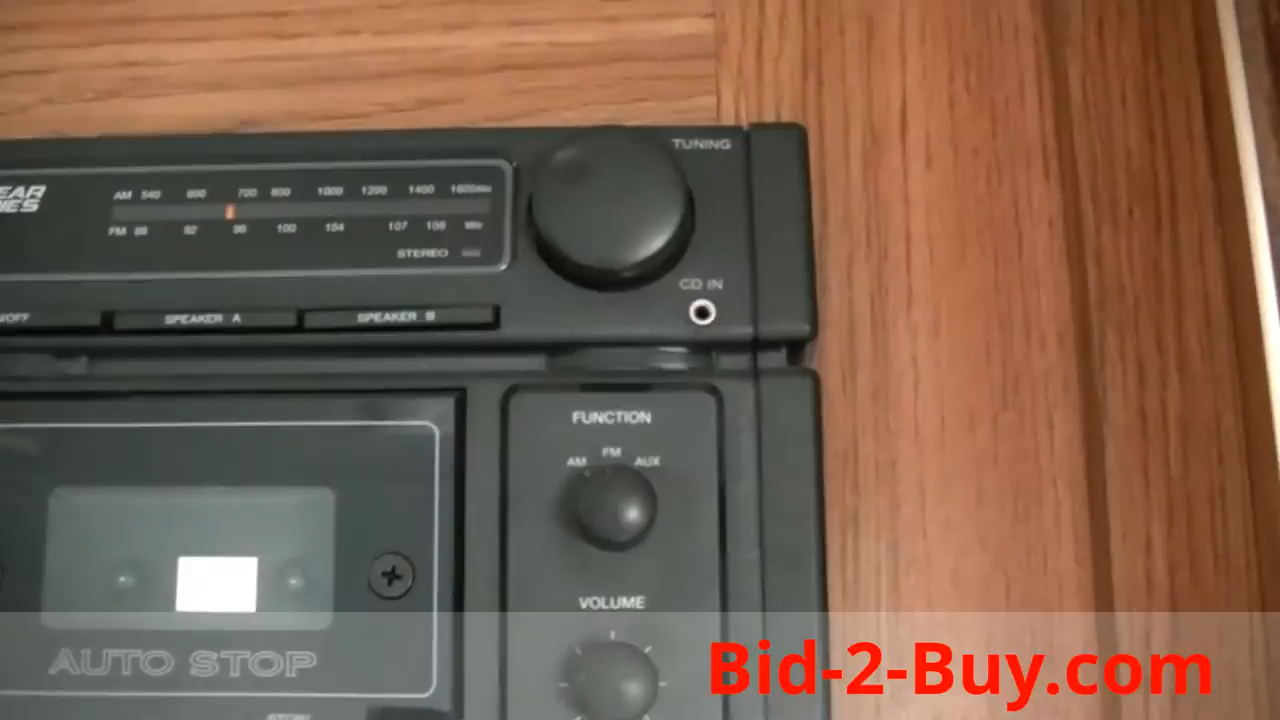 TUNING
AM 540 600 700 800 1000 1200 1400 1600
FM 88 92 98 100 104 107 108 MHz
STEREO
CD IN
SPEAKER A SPEAKER B
FUNCTION
AM FM AUX
VOLUME
AUTO STOP
Bid-2-Buy.com